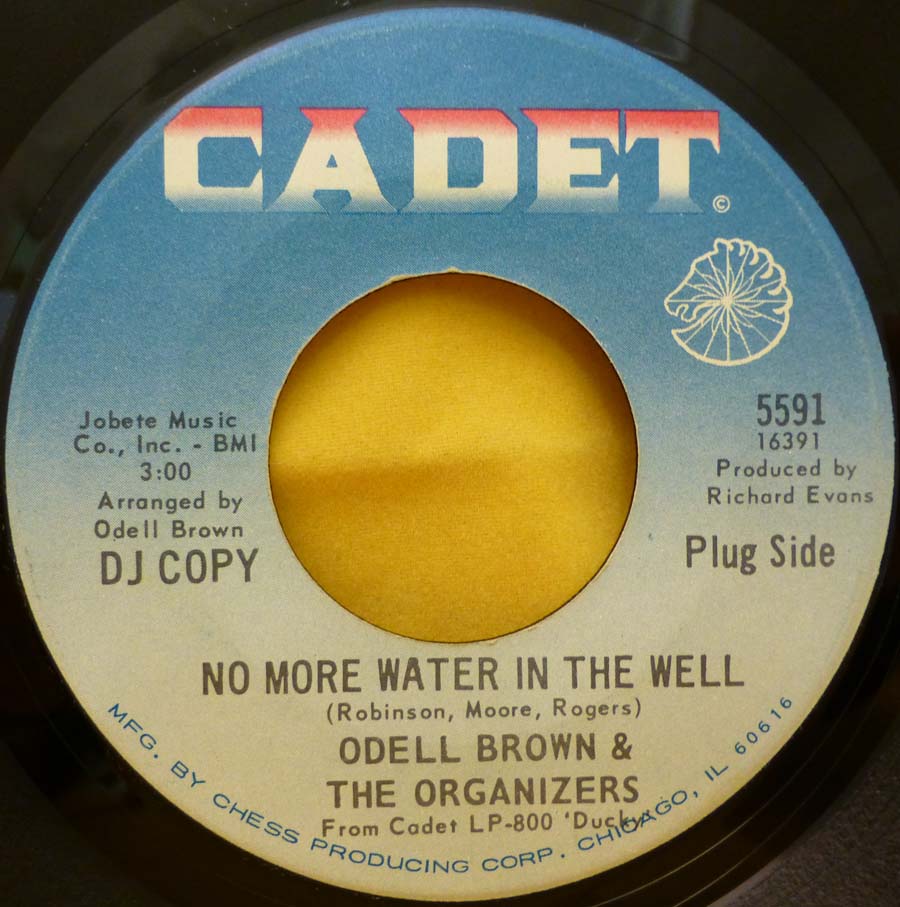 CADET
©
Jobete Music
Co., Inc. - BMI
3:00
Arranged by
Odell Brown
DJ COPY
5591
16391
Produced by
Richard Evans
Plug Side
NO MORE WATER IN THE WELL
(Robinson, Moore, Rogers)
ODELL BROWN &
THE ORGANIZERS
From Cadet LP-800 'Ducky'
MFG. BY CHESS PRODUCING CORP. CHICAGO, IL 60616